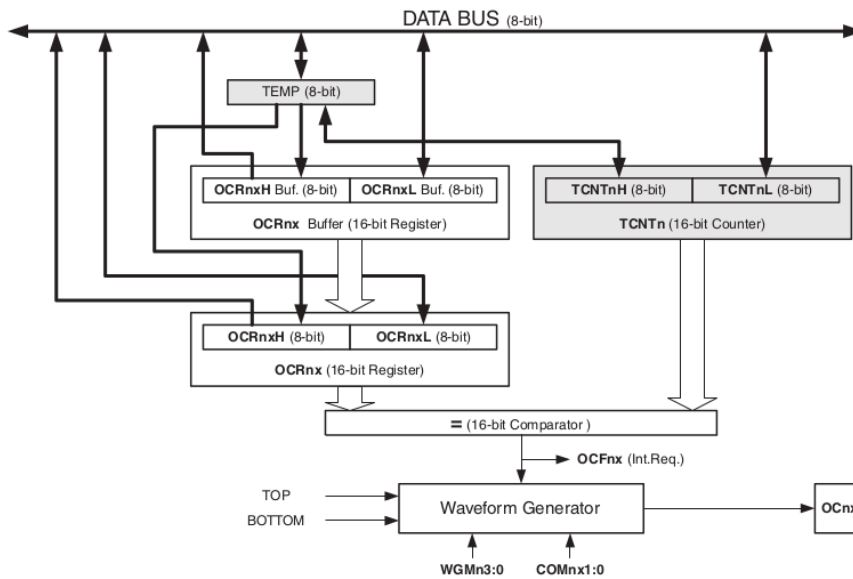 DATA BUS (8-bit)
TEMP (8-bit)
OCRnxH Buf. (8-bit) OCRnxL Buf. (8-bit)
OCRnx Buffer (16-bit Register)
TCNTnH (8-bit) TCNTnL (8-bit)
TCNTn (16-bit Counter)
OCRnxH (8-bit) OCRnxL (8-bit)
OCRnx (16-bit Register)
= (16-bit Comparator )
OCFnx (Int.Req.)
TOP
BOTTOM
Waveform Generator
OCnx
WGMn3:0 COMnx1:0